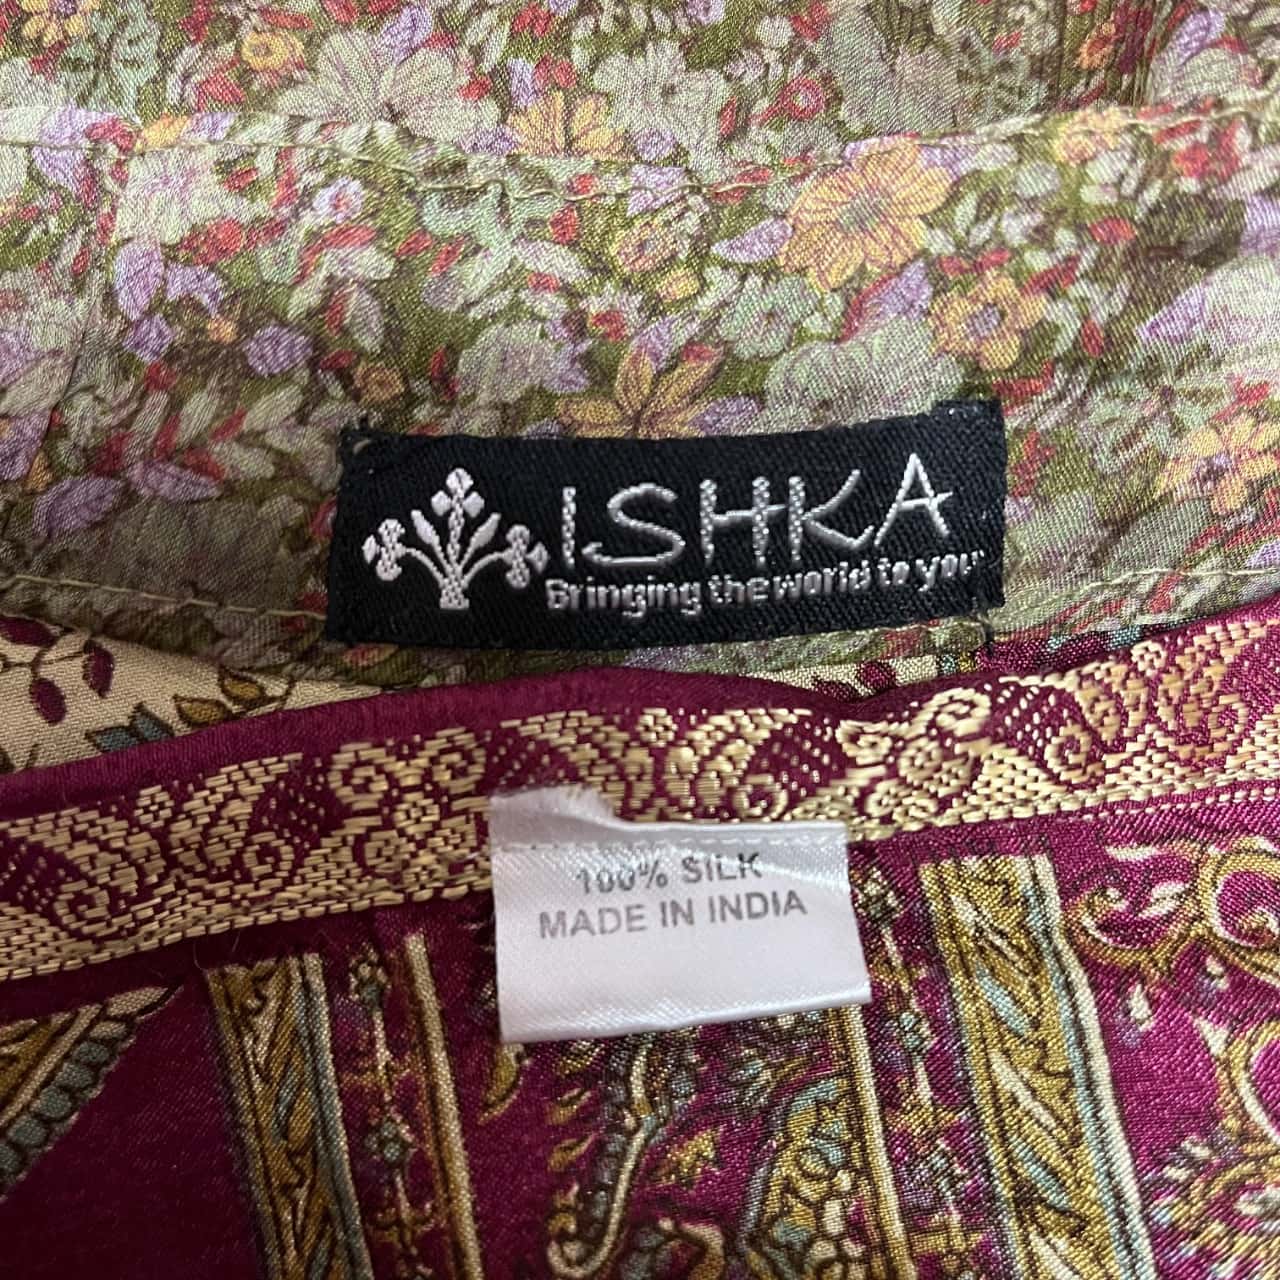 ISHKA
Bringing the world to you
100% SILK
MADE IN INDIA